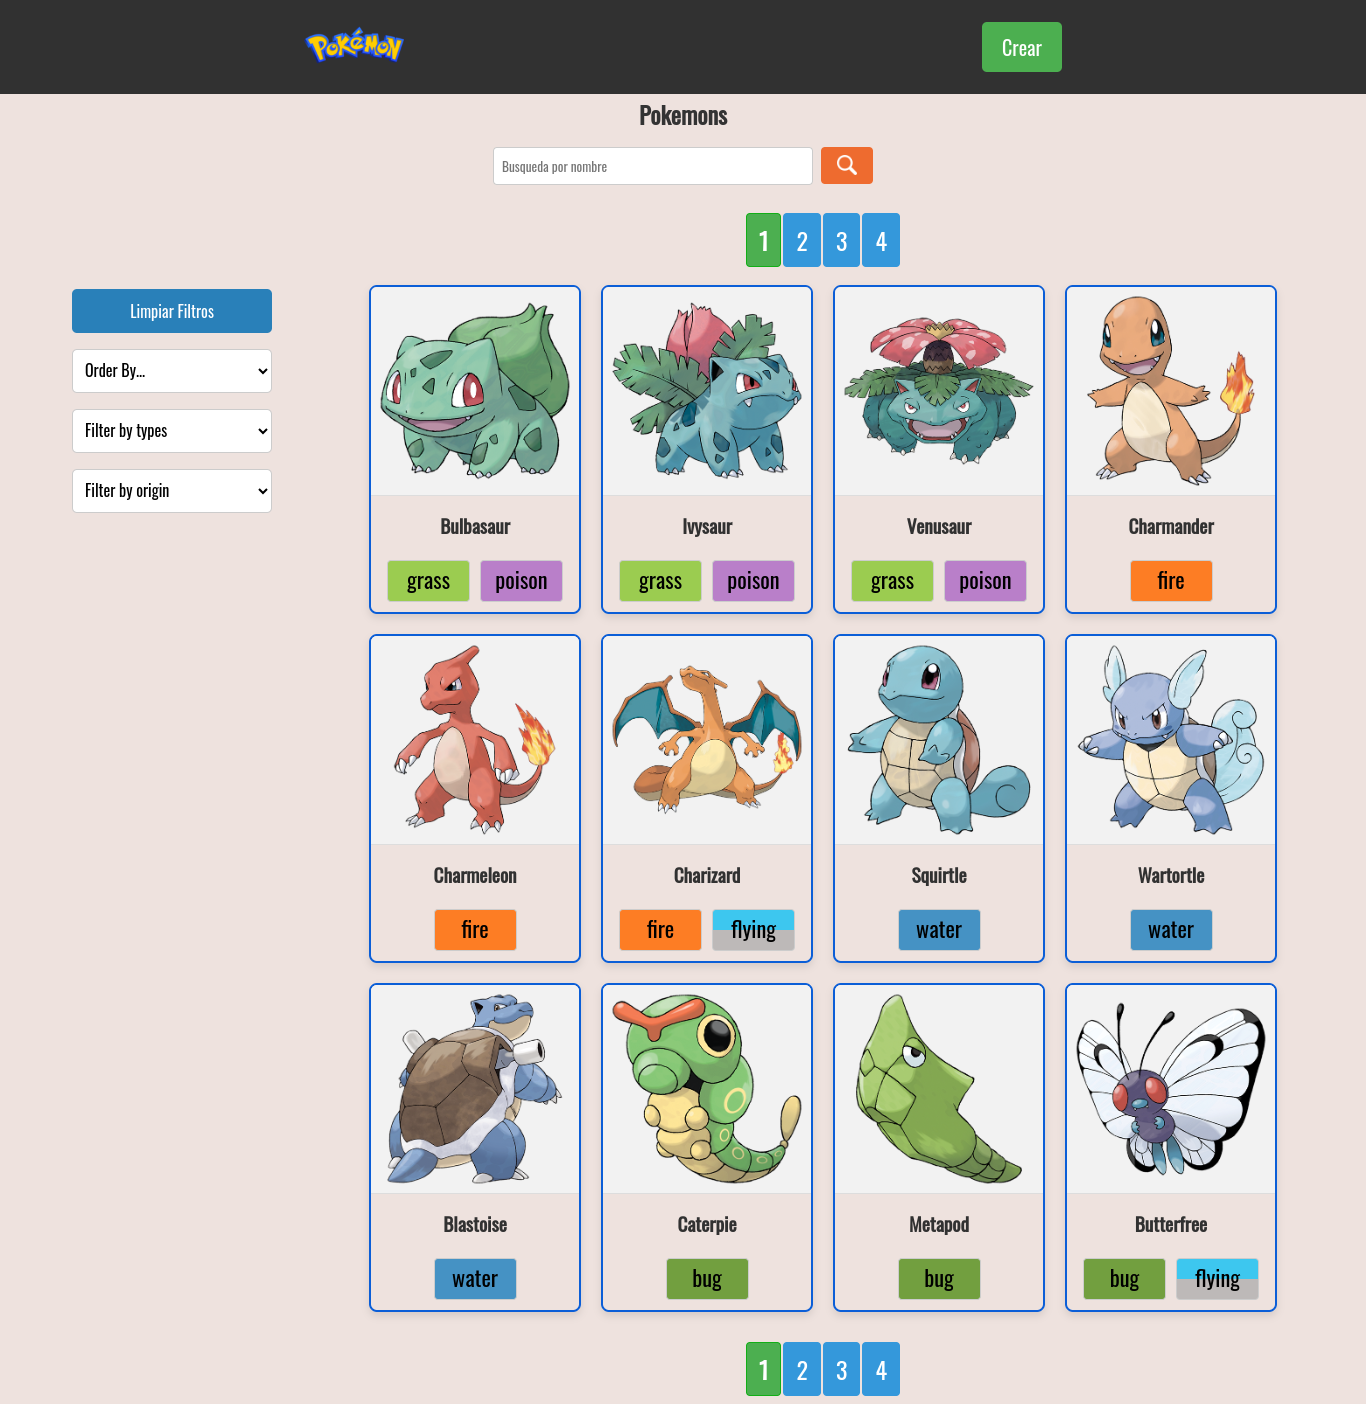 Pokémon
Crear
Pokemons
Busqueda por nombre
1 2 3 4
Limpiar Filtros
Order By...
Filter by types
Filter by origin
Bulbasaur
grass poison
Ivysaur
grass poison
Venusaur
grass poison
Charmander
fire
Charmeleon
fire
Charizard
fire flying
Squirtle
water
Wartortle
water
Blastoise
water
Caterpie
bug
Metapod
bug
Butterfree
bug flying
1 2 3 4